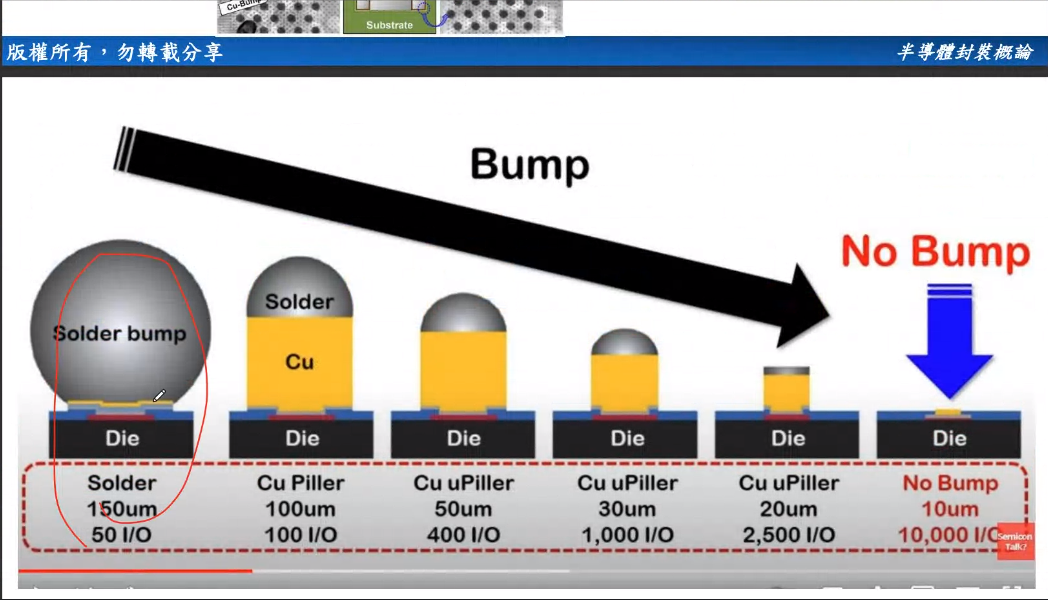 Cu-Bump
Substrate
版權所有，勿轉載分享
半導體封裝概論
Bump
No Bump
Solder bump
Solder
Cu
Die
Die
Die
Die
Die
Die
Solder
150um
50 I/O
Cu Piller
100um
100 I/O
Cu uPiller
50um
400 I/O
Cu uPiller
30um
1,000 I/O
Cu uPiller
20um
2,500 I/O
No Bump
10um
10,000 I/O
Semicon
Talk?